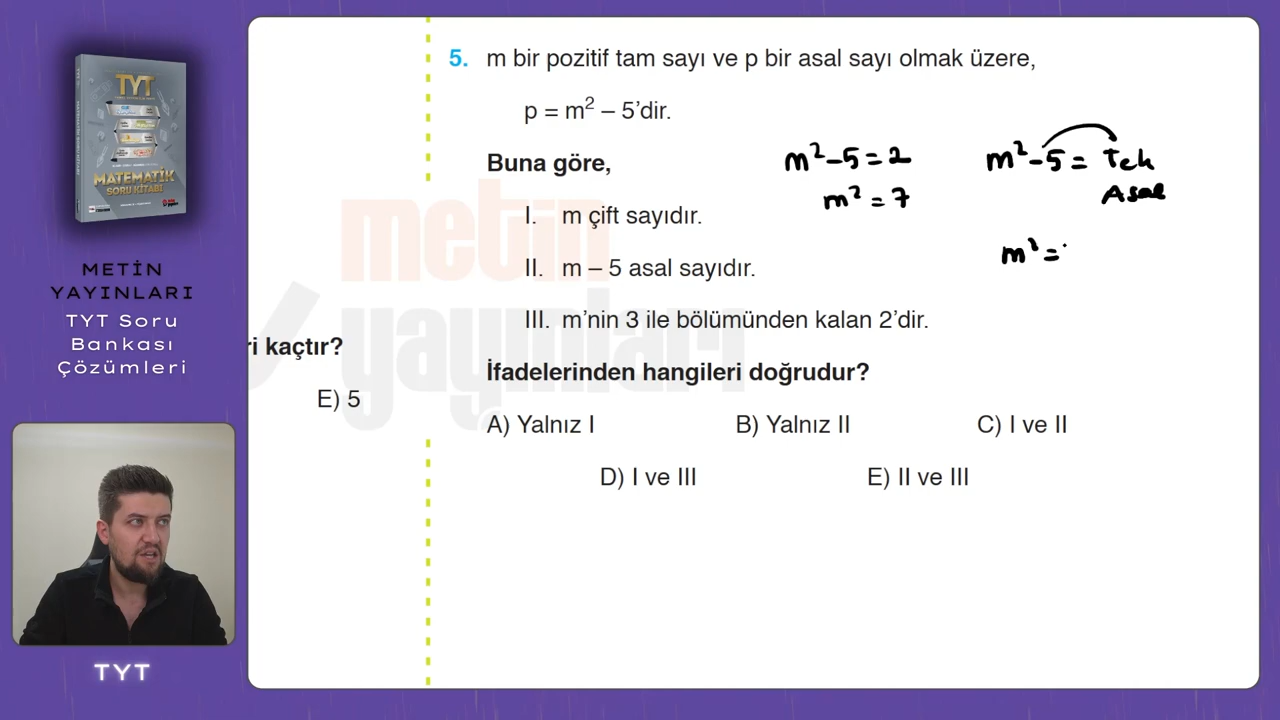 TYT
MATEMATİK
SORU KİTABI
METİN
YAYINLARI
TYT Soru
Bankası
Çözümleri
TYT
ri kaçtır?
E) 5
metin
yayınları
5. m bir pozitif tam sayı ve p bir asal sayı olmak üzere,
p = m² – 5’dir.
Buna göre,
I. m çift sayıdır.
II. m – 5 asal sayıdır.
III. m’nin 3 ile bölümünden kalan 2’dir.
İfadelerinden hangileri doğrudur?
A) Yalnız I B) Yalnız II C) I ve II
D) I ve III E) II ve III
m²-5=2
m²=7
m²-5= Tek
Asal
m²=